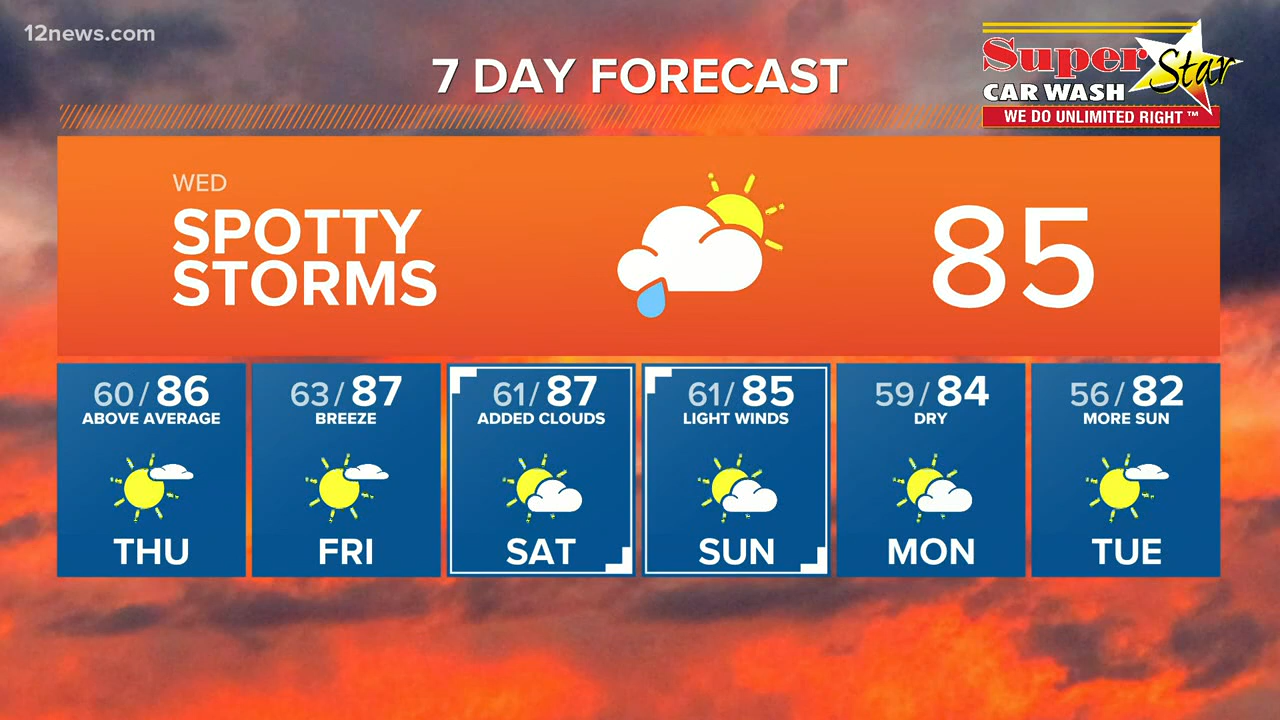 12news.com
7 DAY FORECAST
Super Star
CAR WASH
WE DO UNLIMITED RIGHT™
WED
SPOTTY
STORMS
85
60/86
ABOVE AVERAGE
THU
63/87
BREEZE
FRI
61/87
ADDED CLOUDS
SAT
61/85
LIGHT WINDS
SUN
59/84
DRY
MON
56/82
MORE SUN
TUE